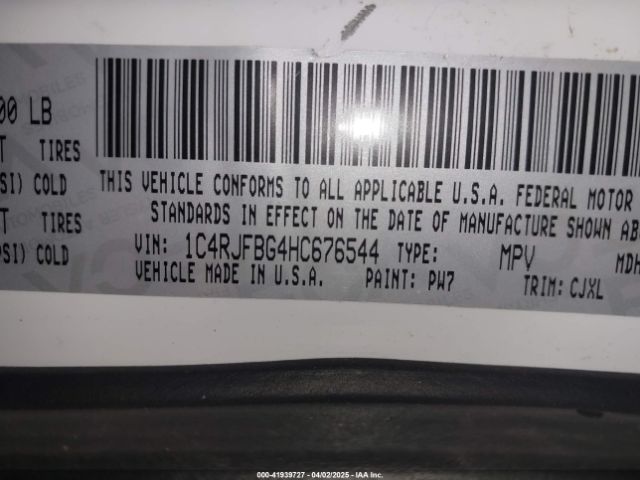 00 LB
T TIRES
SI) COLD
T TIRES
PSI) COLD
THIS VEHICLE CONFORMS TO ALL APPLICABLE U.S.A. FEDERAL MOTOR
STANDARDS IN EFFECT ON THE DATE OF MANUFACTURE SHOWN AB
VIN: 1C4RJFBG4HC676544 TYPE: MPV MDH
VEHICLE MADE IN U.S.A. PAINT: PW7 TRIM: CJXL
000-41939727 - 04/02/2025 - IAA Inc.